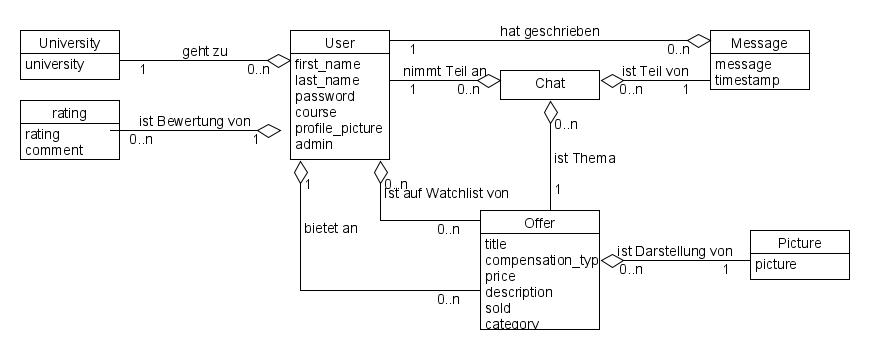 hat geschrieben
1
0..n
University
university
geht zu
1
0..n
User
first_name
last_name
password
course
profile_picture
admin
Message
message
timestamp
nimmt Teil an
1
0..n
Chat
ist Teil von
0..n
1
rating
rating
comment
ist Bewertung von
0..n
1
0..n
ist Thema
1
1
bietet an
0..n
0..n
ist auf Watchlist von
0..n
Offer
title
compensation_typ
price
description
sold
category
ist Darstellung von
0..n
1
Picture
picture